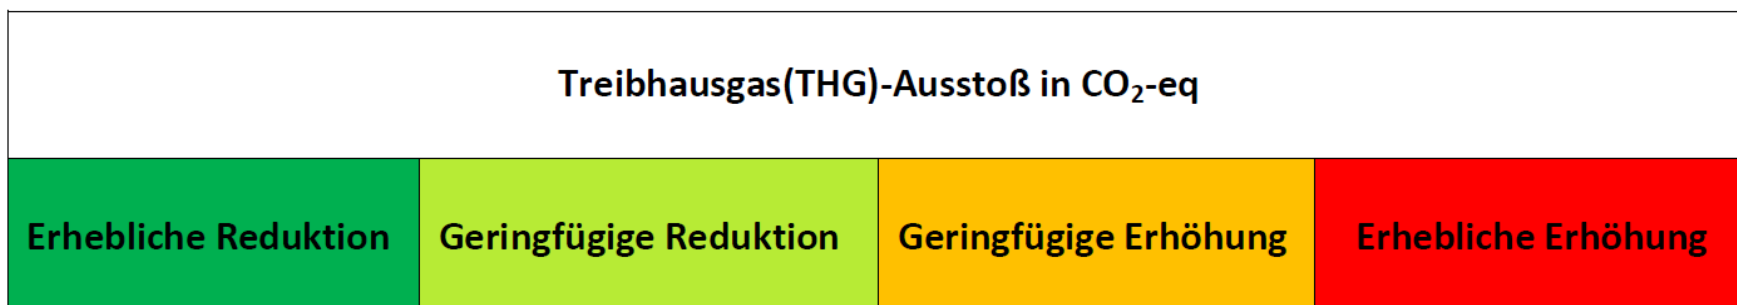 Treibhausgas(THG)-Ausstoß in CO₂-eq
Erhebliche Reduktion Geringfügige Reduktion Geringfügige Erhöhung Erhebliche Erhöhung